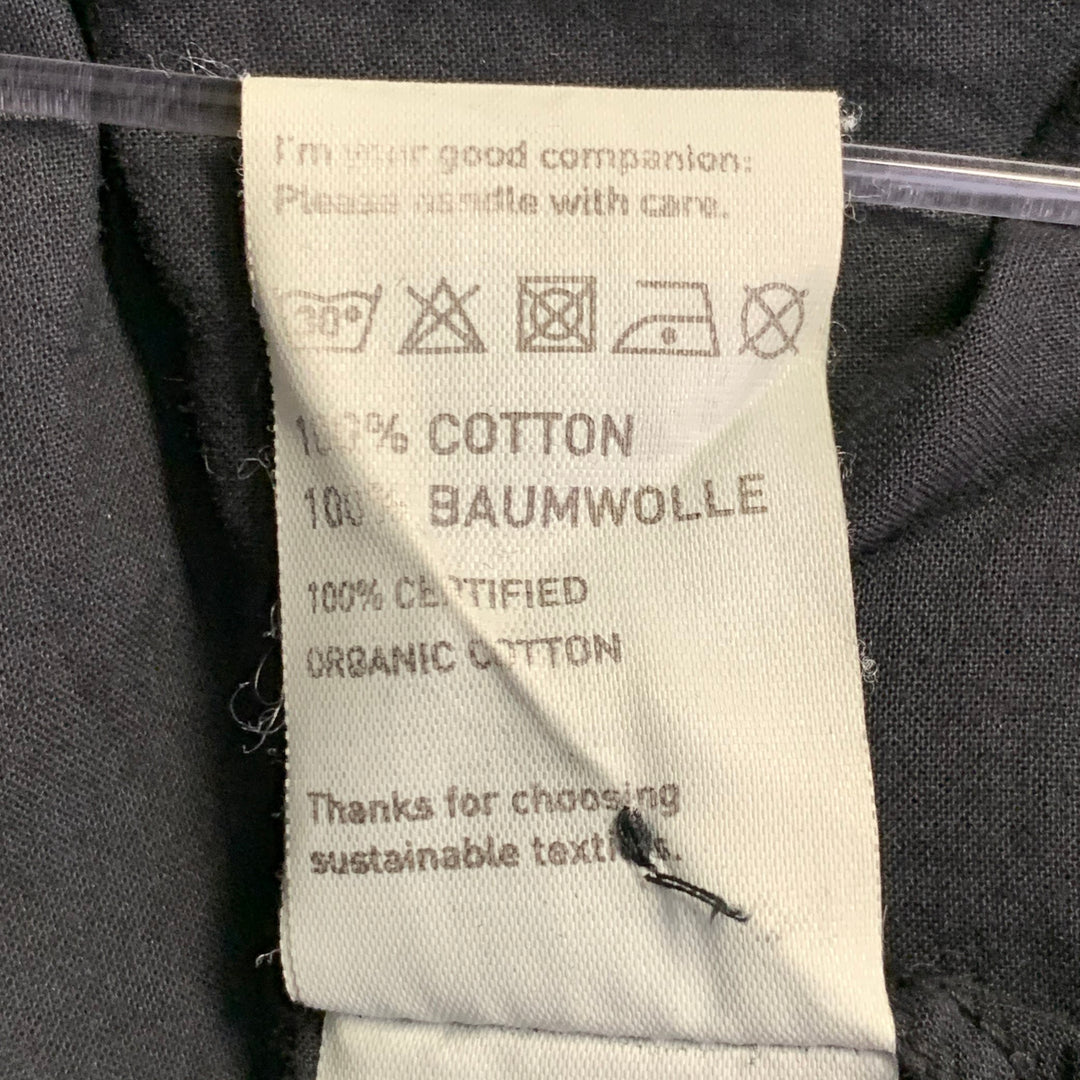 I'm your good companion:
Please handle with care.
30°
100% COTTON
100% BAUMWOLLE
100% CERTIFIED
ORGANIC COTTON
Thanks for choosing
sustainable textiles.